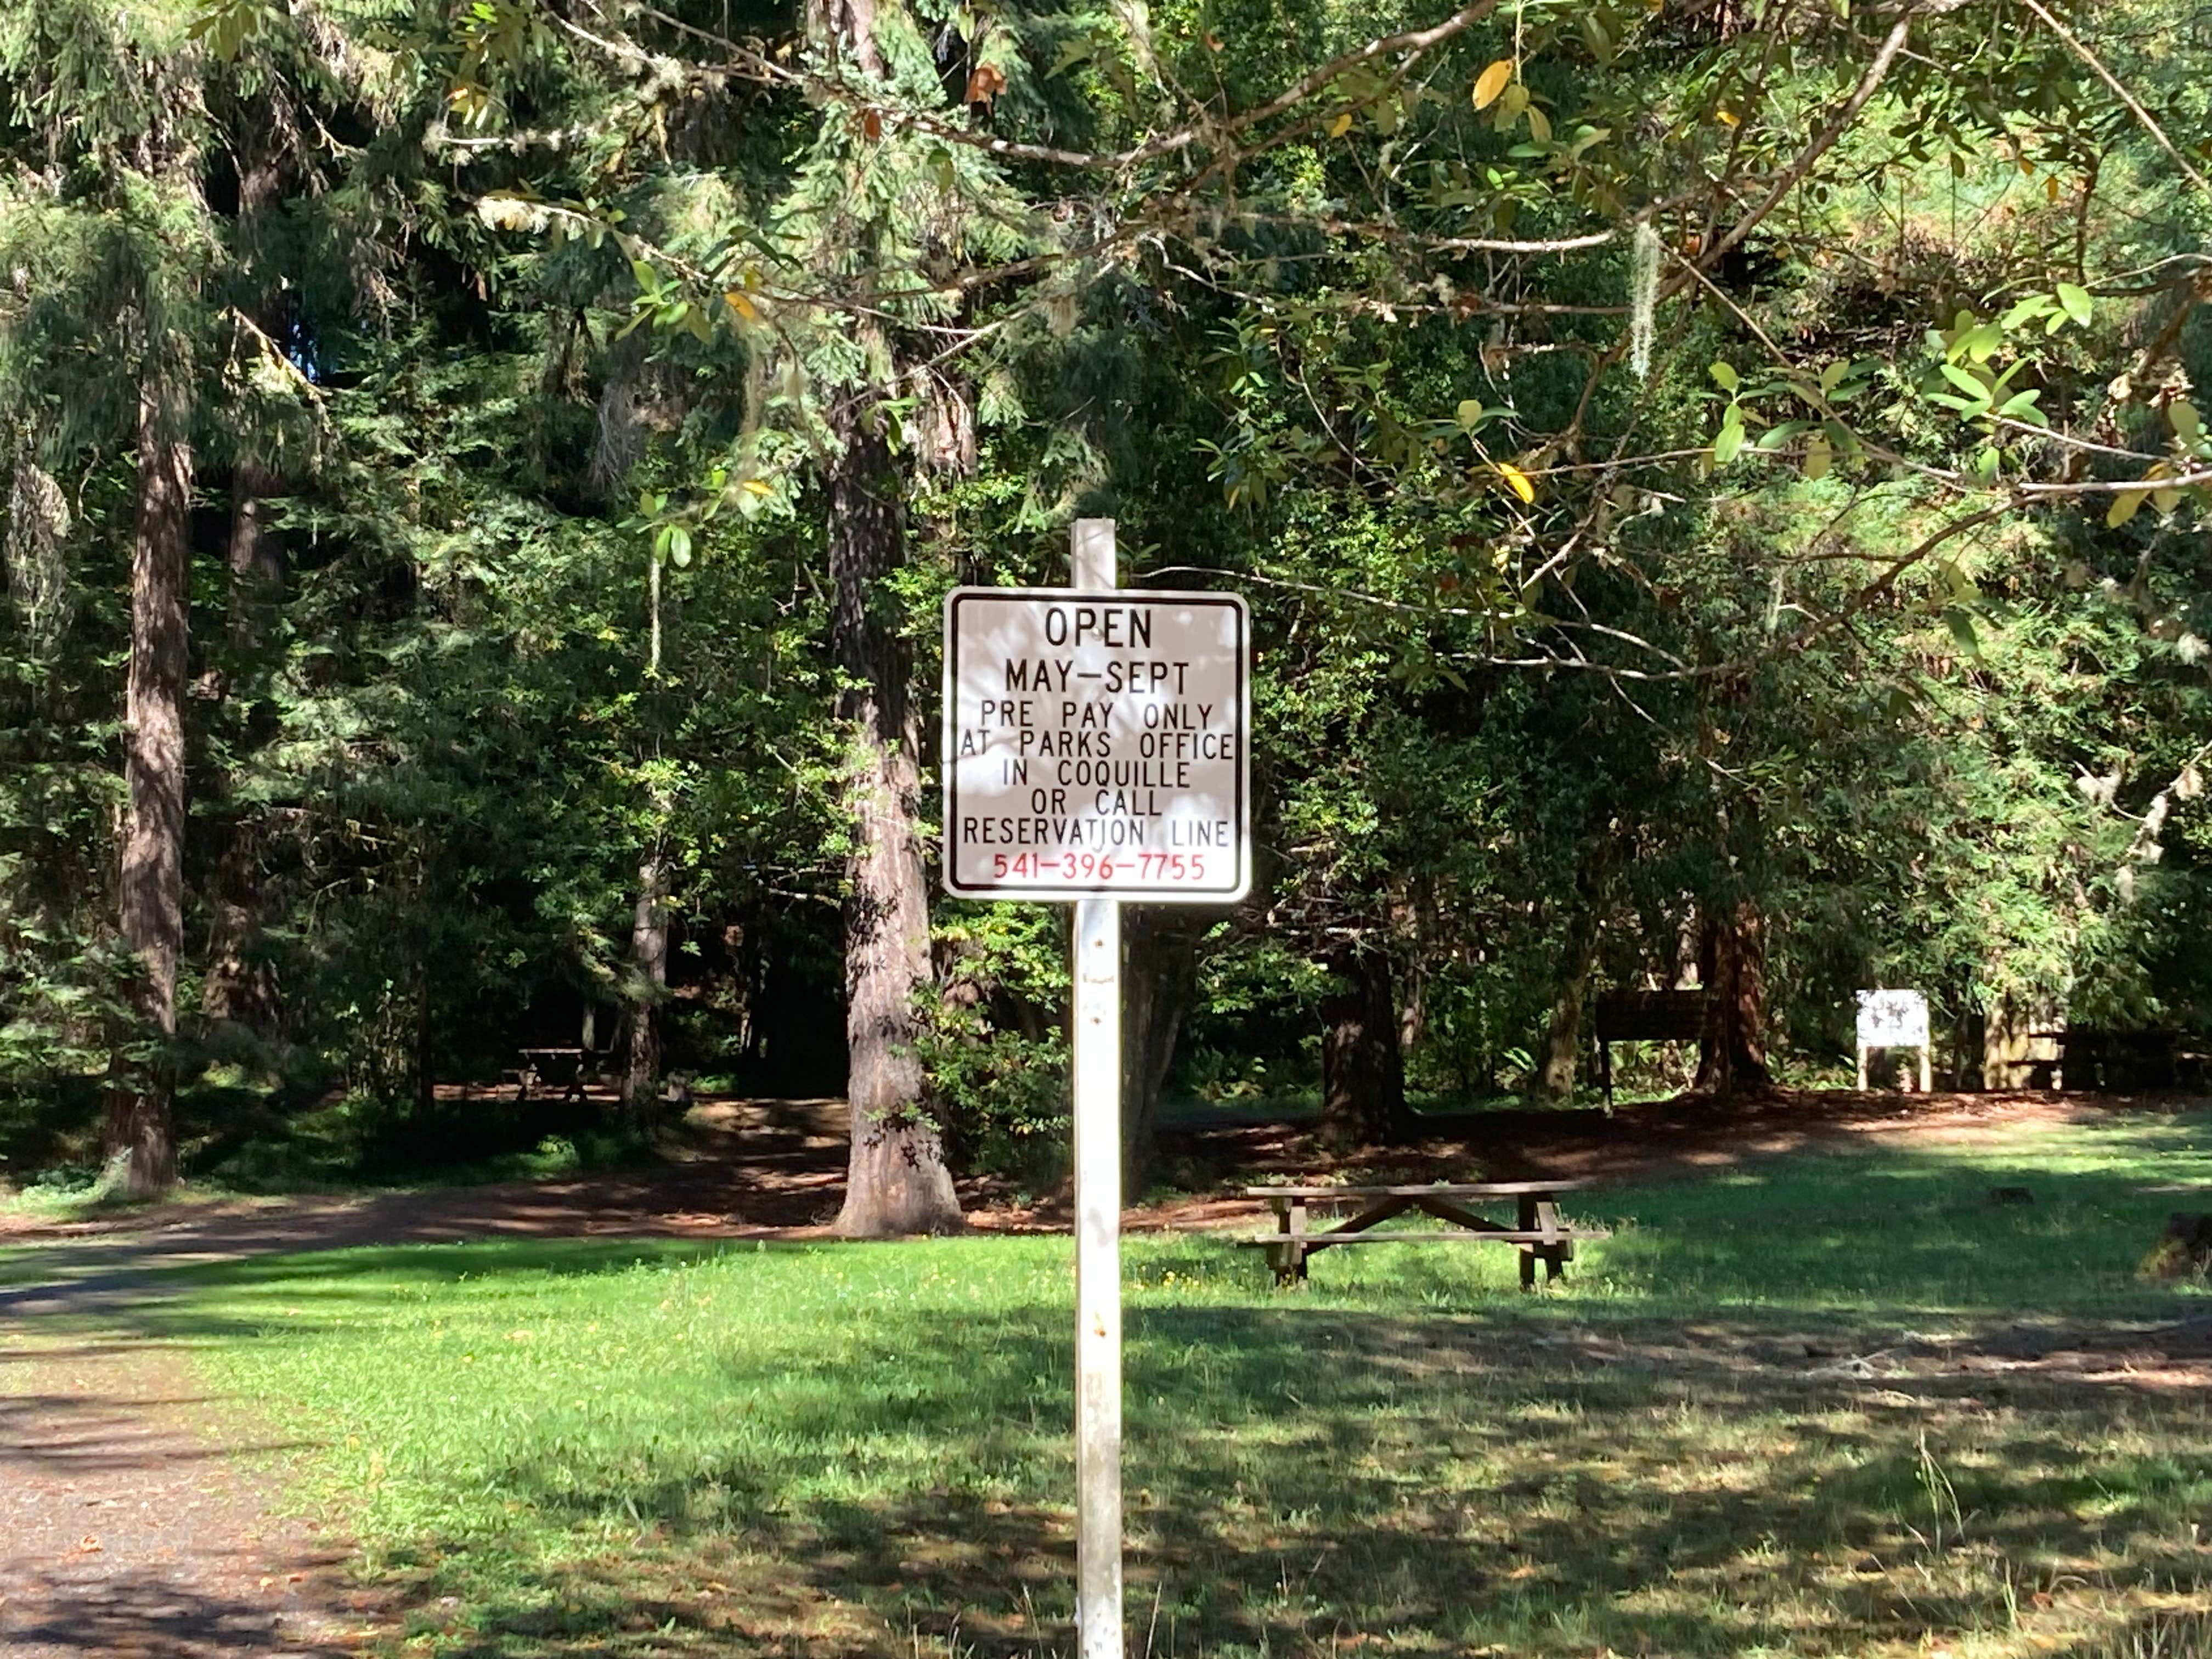 OPEN
MAY-SEPT
PRE PAY ONLY
AT PARKS OFFICE
IN COQUILLE
OR CALL
RESERVATION LINE
541-396-7755